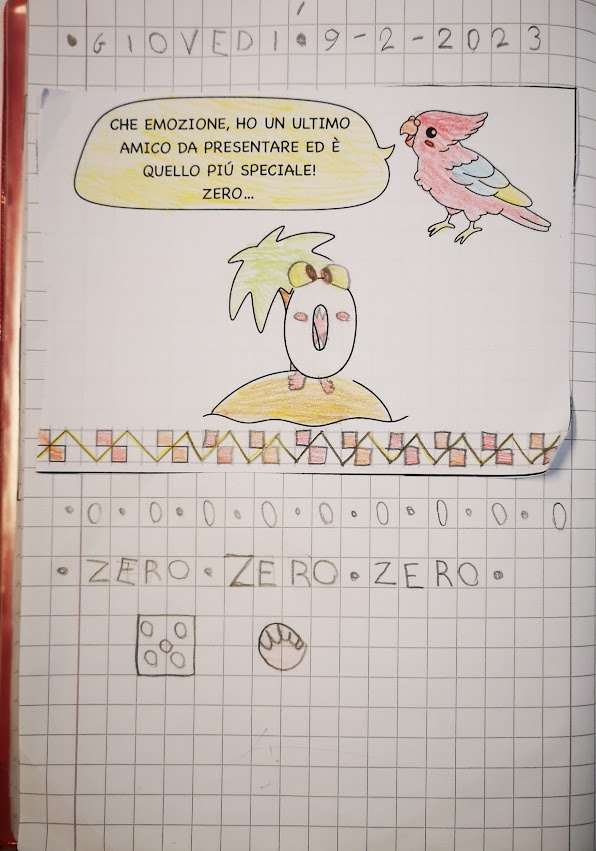 • GIOVEDI • 9-2-2023
CHE EMOZIONE, HO UN ULTIMO
AMICO DA PRESENTARE ED È
QUELLO PIÚ SPECIALE!
ZERO...
0
• 0 • 0 • 0 • 0 • 0 • 0 • 0 • 0 • 0
• ZERO • ZERO • ZERO •